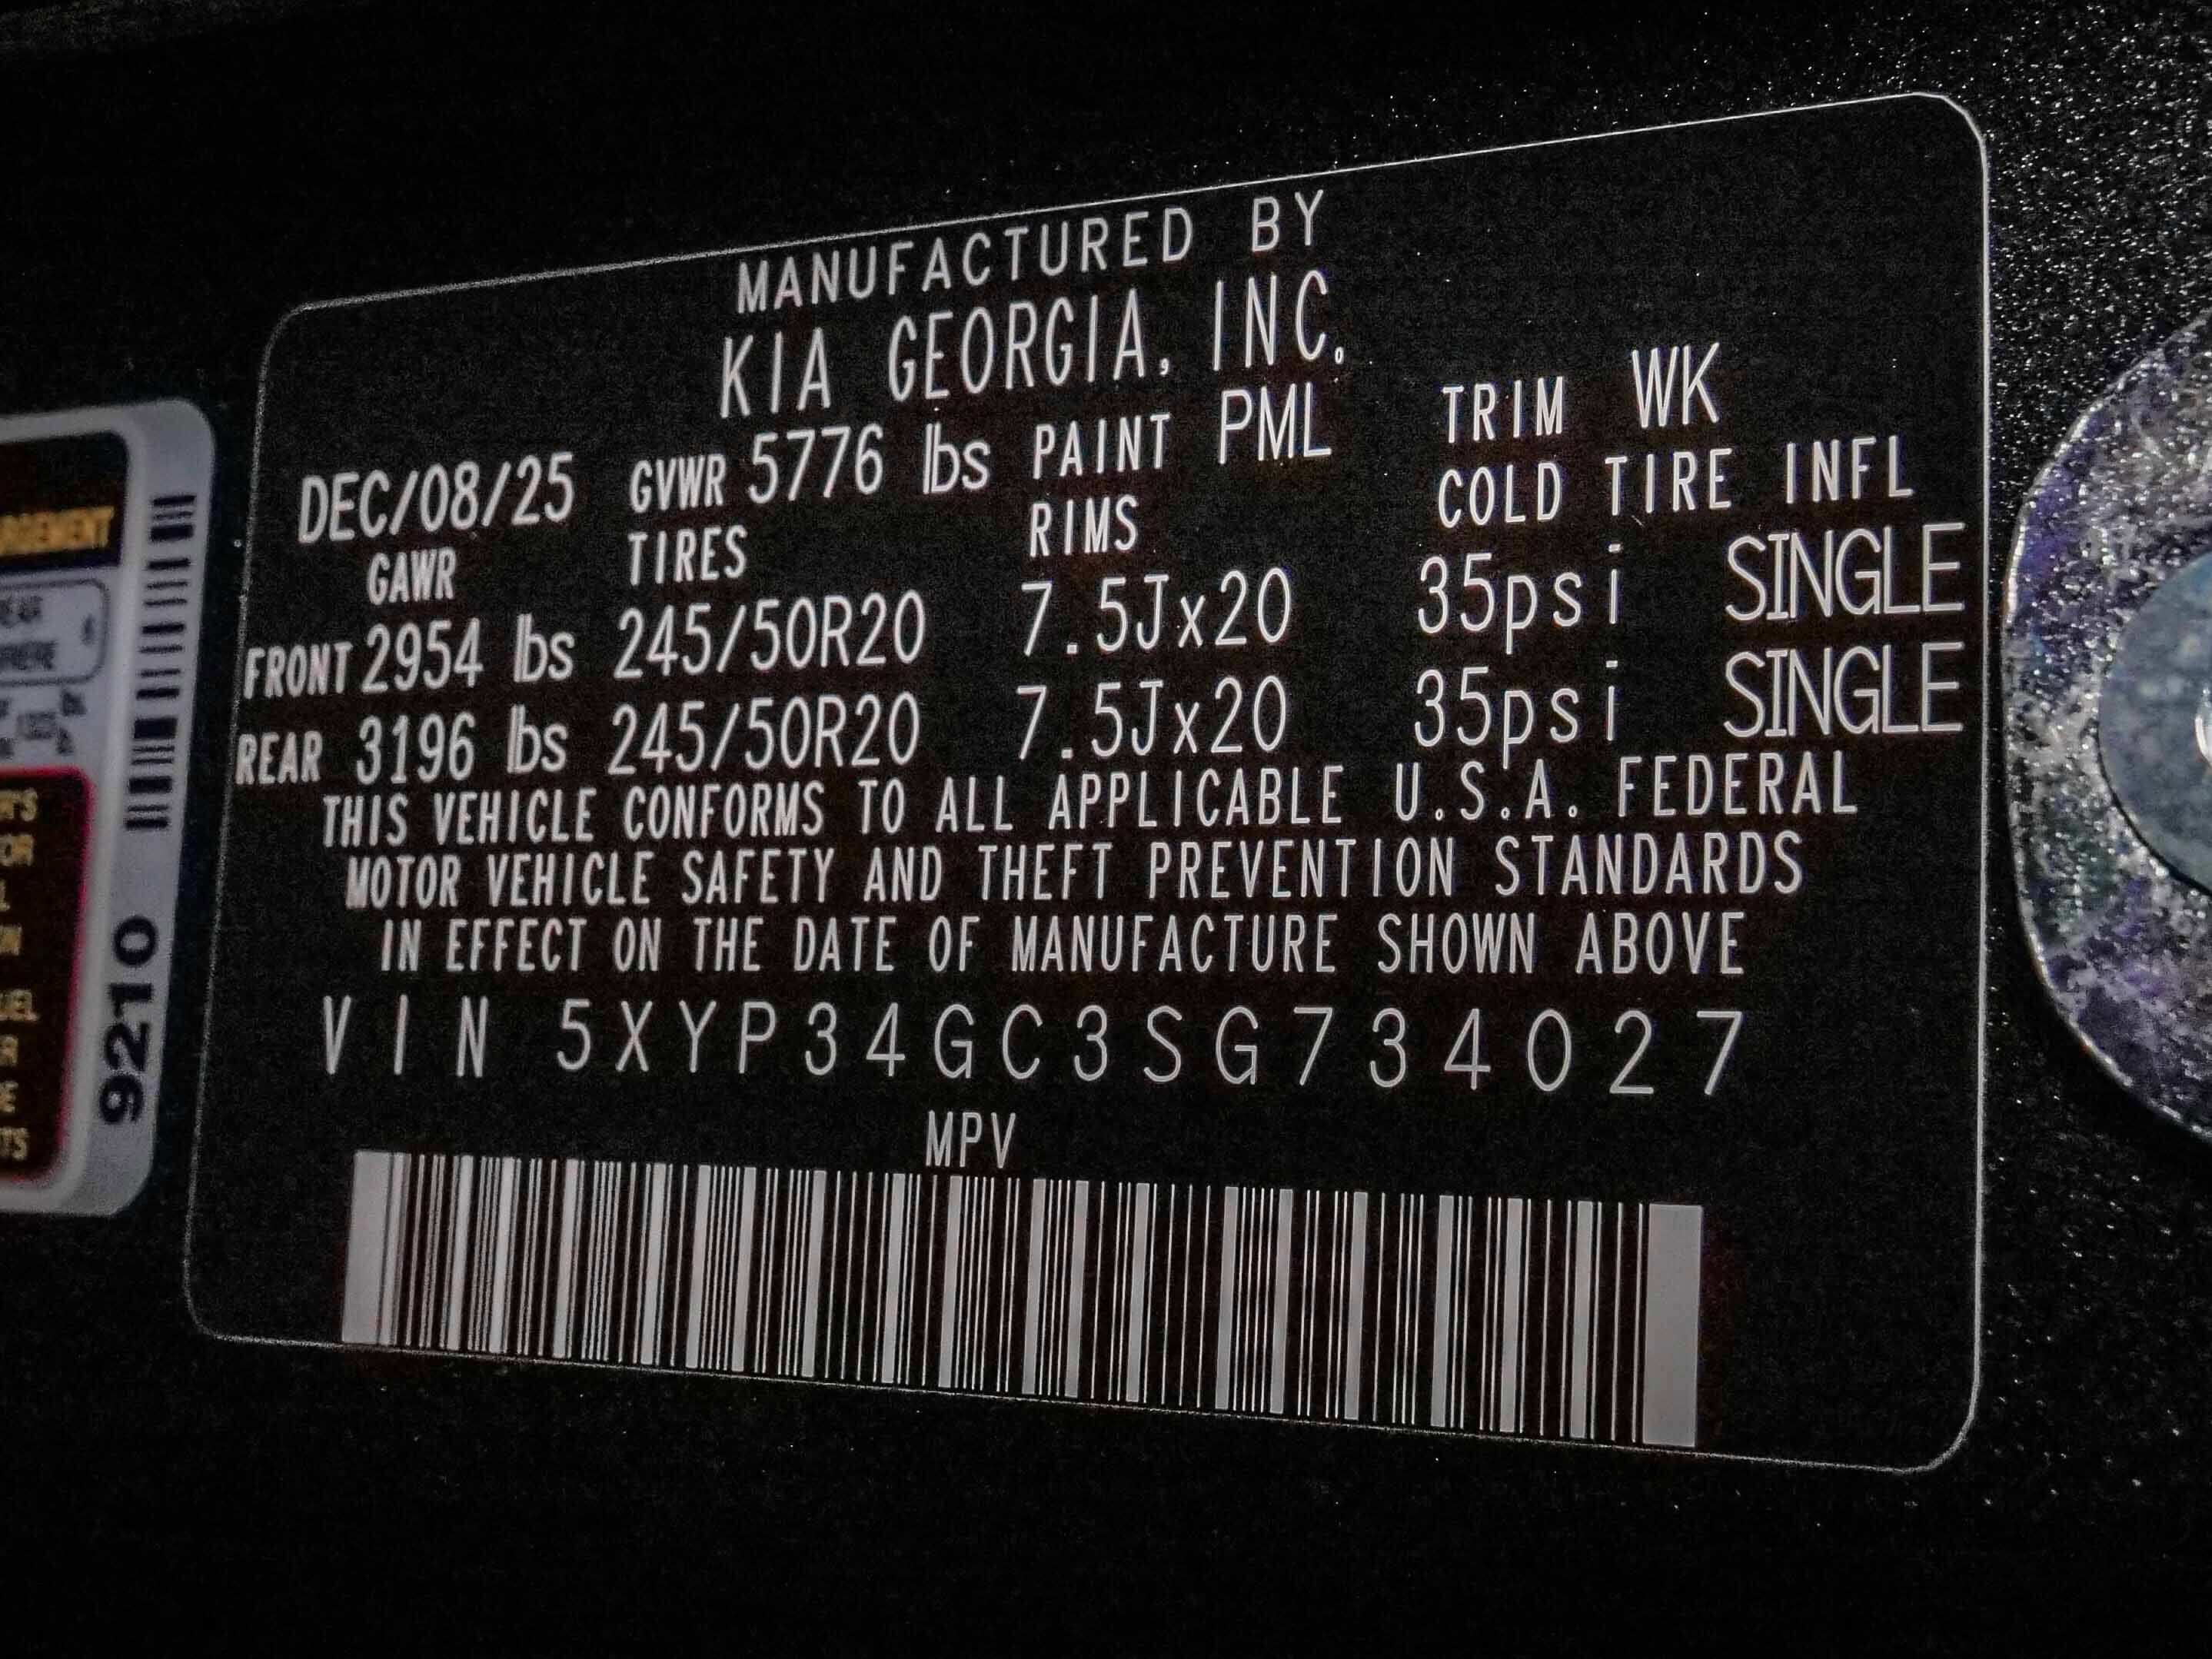 MANUFACTURED BY
KIA GEORGIA, INC.
DEC/08/25 GVWR 5776 lbs PAINT PML TRIM WK
GAWR TIRES RIMS COLD TIRE INFL
FRONT 2954 lbs 245/50R20 7.5Jx20 35psi SINGLE
REAR 3196 lbs 245/50R20 7.5Jx20 35psi SINGLE
THIS VEHICLE CONFORMS TO ALL APPLICABLE U.S.A. FEDERAL
MOTOR VEHICLE SAFETY AND THEFT PREVENTION STANDARDS
IN EFFECT ON THE DATE OF MANUFACTURE SHOWN ABOVE
VIN 5XYP34GC3SG734027
MPV
9210